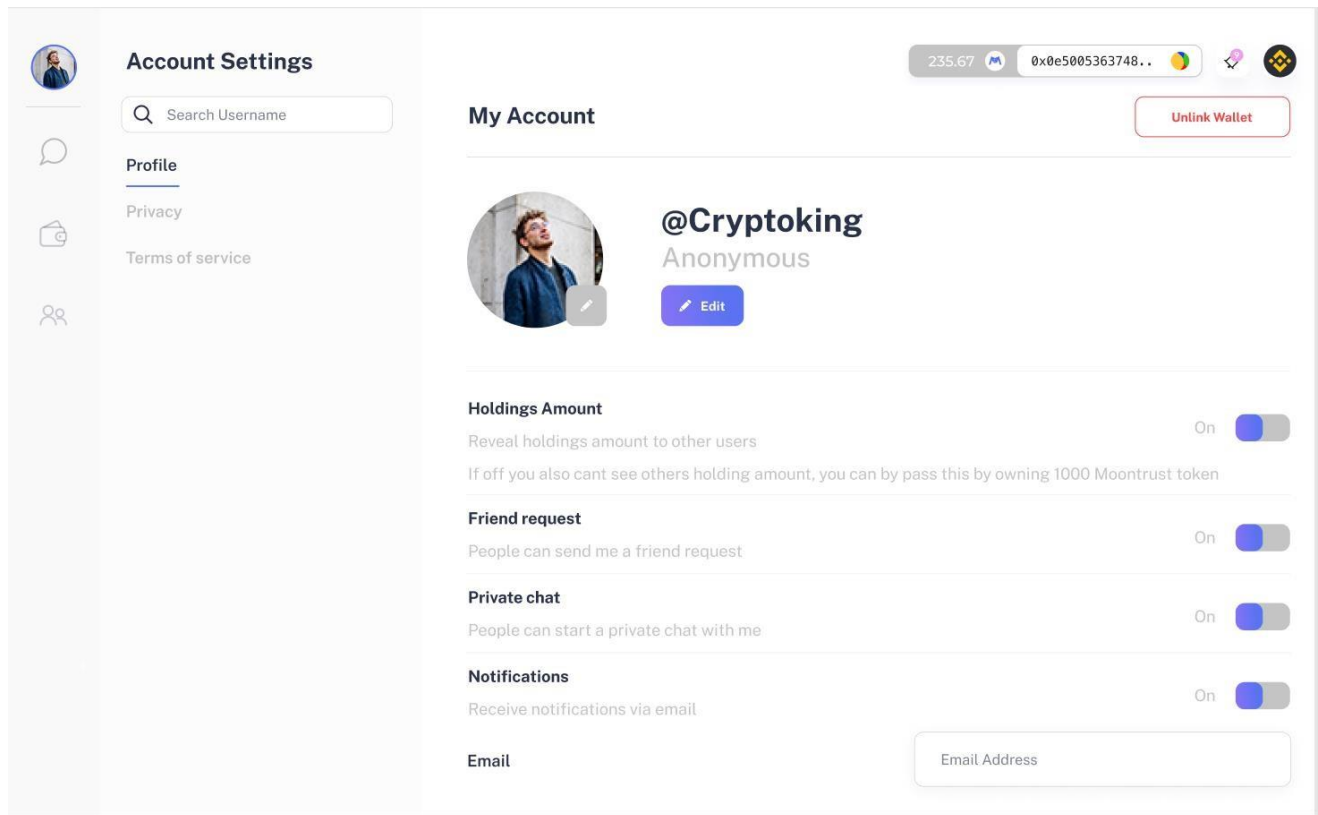 Account Settings
Search Username
Profile
Privacy
Terms of service
235.67
0x0e5005363748..
My Account
Unlink Wallet
@Cryptoking
Anonymous
Edit
Holdings Amount
Reveal holdings amount to other users
On
If off you also cant see others holding amount, you can by pass this by owning 1000 Moontrust token
Friend request
People can send me a friend request
On
Private chat
People can start a private chat with me
On
Notifications
Receive notifications via email
On
Email
Email Address